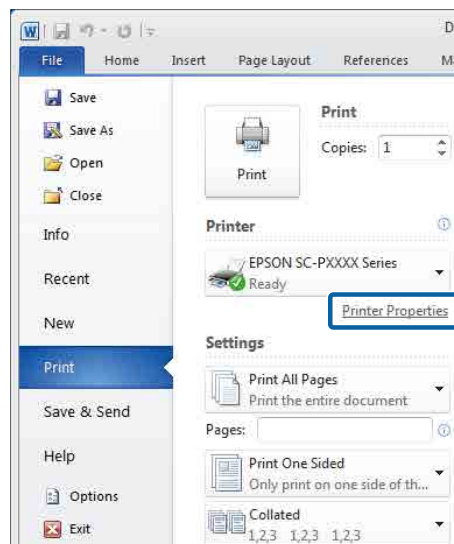 W
D
File Home Insert Page Layout References M
Save
Save As
Open
Close
Info
Recent
New
Print
Save & Send
Help
Options
Exit
Print
Print
Copies: 1
Printer
EPSON SC-PXXXX Series
Ready
Printer Properties
Settings
Print All Pages
Print the entire document
Pages:
Print One Sided
Only print on one side of th...
Collated
1,2,3 1,2,3 1,2,3